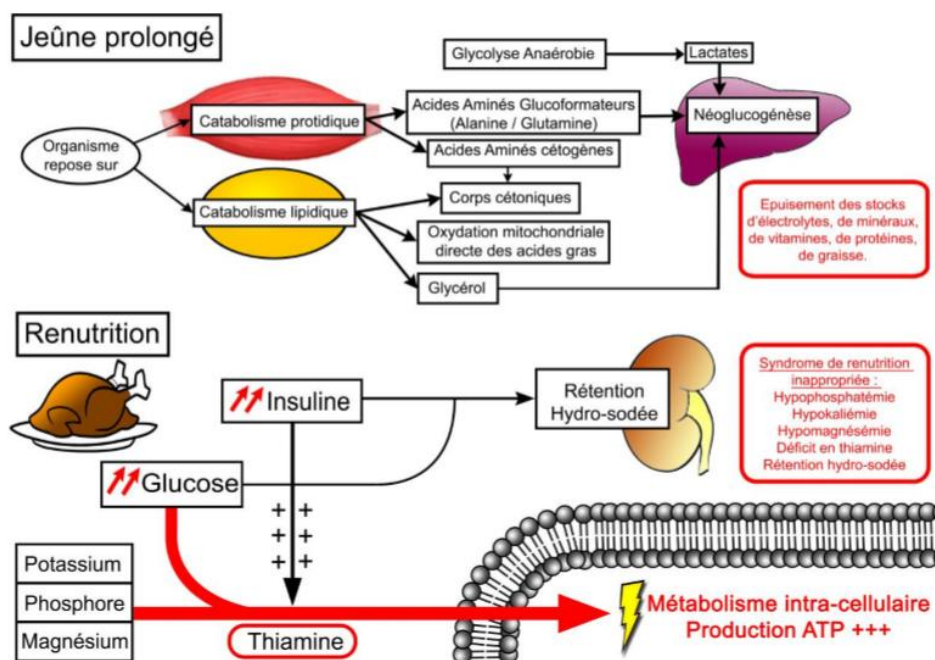 Jeûne prolongé
Glycolyse Anaérobie
Lactates
Organisme
repose sur
Catabolisme protidique
Acides Aminés Glucoformateurs
(Alanine / Glutamine)
Néoglucogénèse
Acides Aminés cétogènes
Catabolisme lipidique
Corps cétoniques
Oxydation mitochondriale
directe des acides gras
Glycérol
Epuisement des stocks
d'électrolytes, de minéraux,
de vitamines, de protéines,
de graisse.
Renutrition
Insuline
Rétention
Hydro-sodée
Syndrome de renutrition
inappropriée :
Hypophosphatémie
Hypokaliémie
Hypomagnésémie
Déficit en thiamine
Rétention hydro-sodée
Glucose
+ +
+ +
+ +
Potassium
Phosphore
Magnésium
Thiamine
Métabolisme intra-cellulaire
Production ATP +++